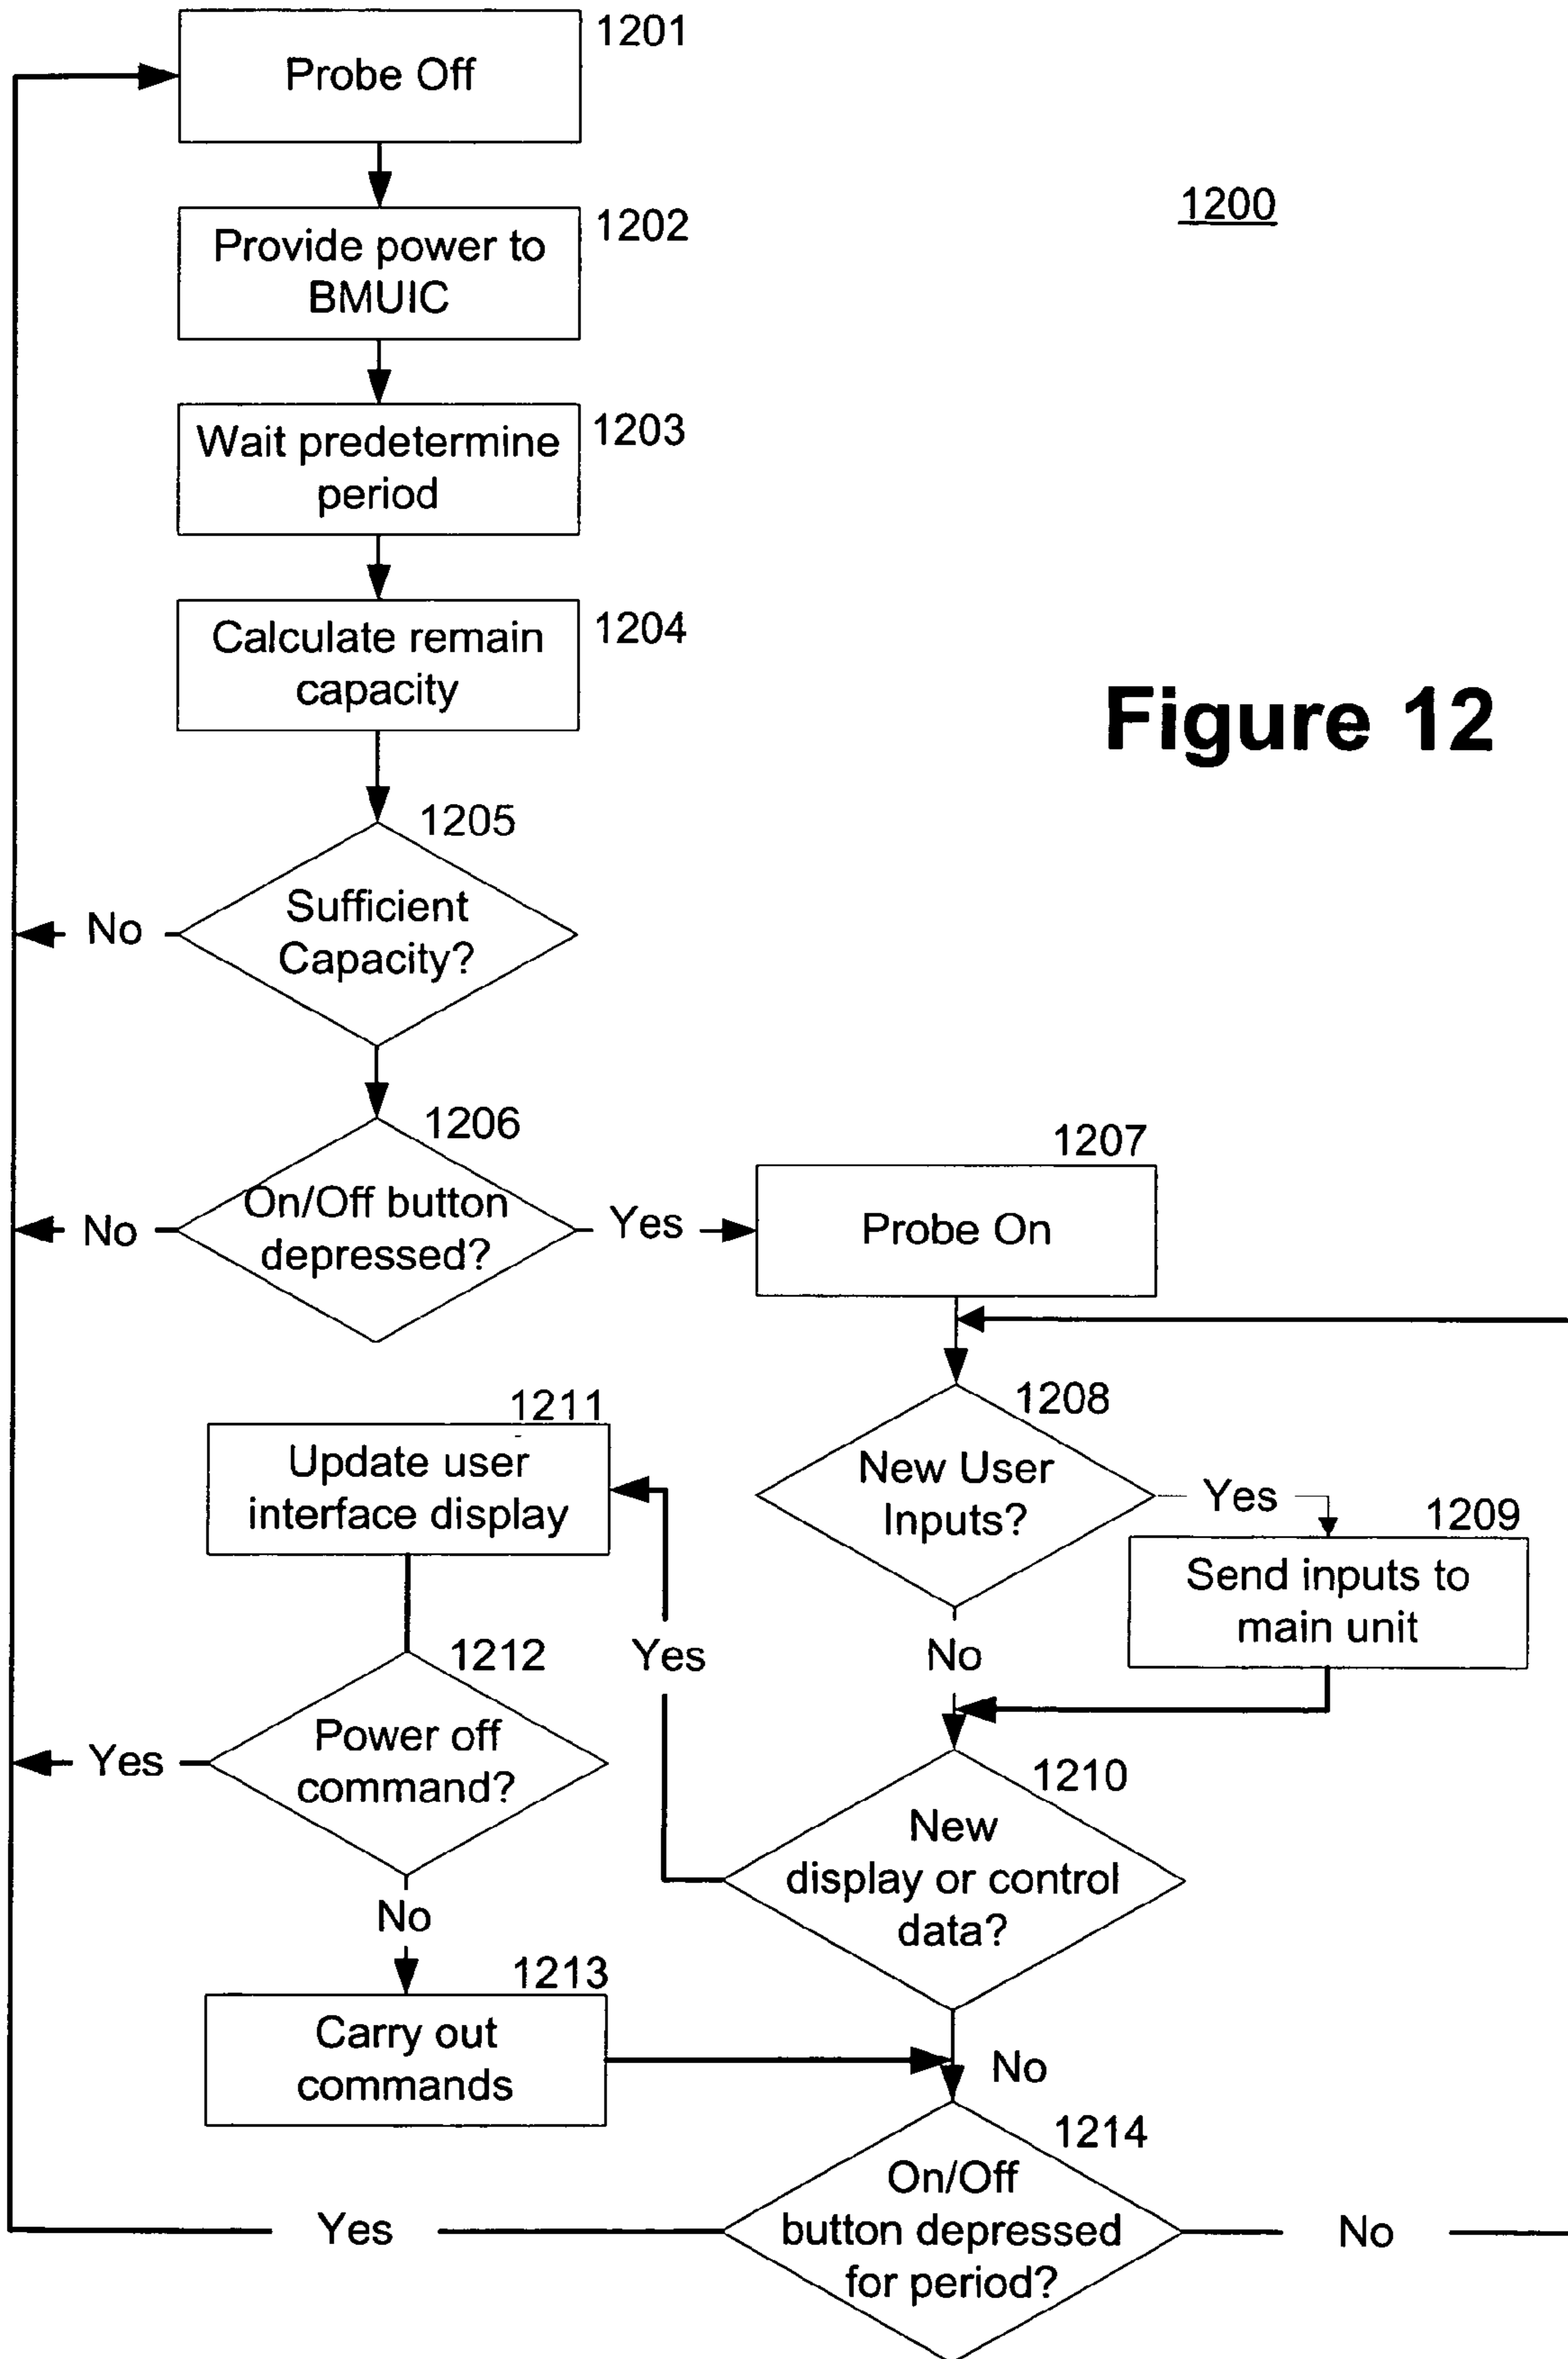 1201
Probe Off
1200
1202
Provide power to
BMUIC
1203
Wait predetermine
period
1204
Calculate remain
capacity
Figure 12
1205
Sufficient
Capacity?
No
1206
On/Off button
depressed?
No
Yes
1207
Probe On
1208
New User
Inputs?
Yes
No
1209
Send inputs to
main unit
1210
New
display or control
data?
Yes
No
1211
Update user
interface display
1212
Power off
command?
Yes
No
1213
Carry out
commands
1214
On/Off
button depressed
for period?
Yes
No